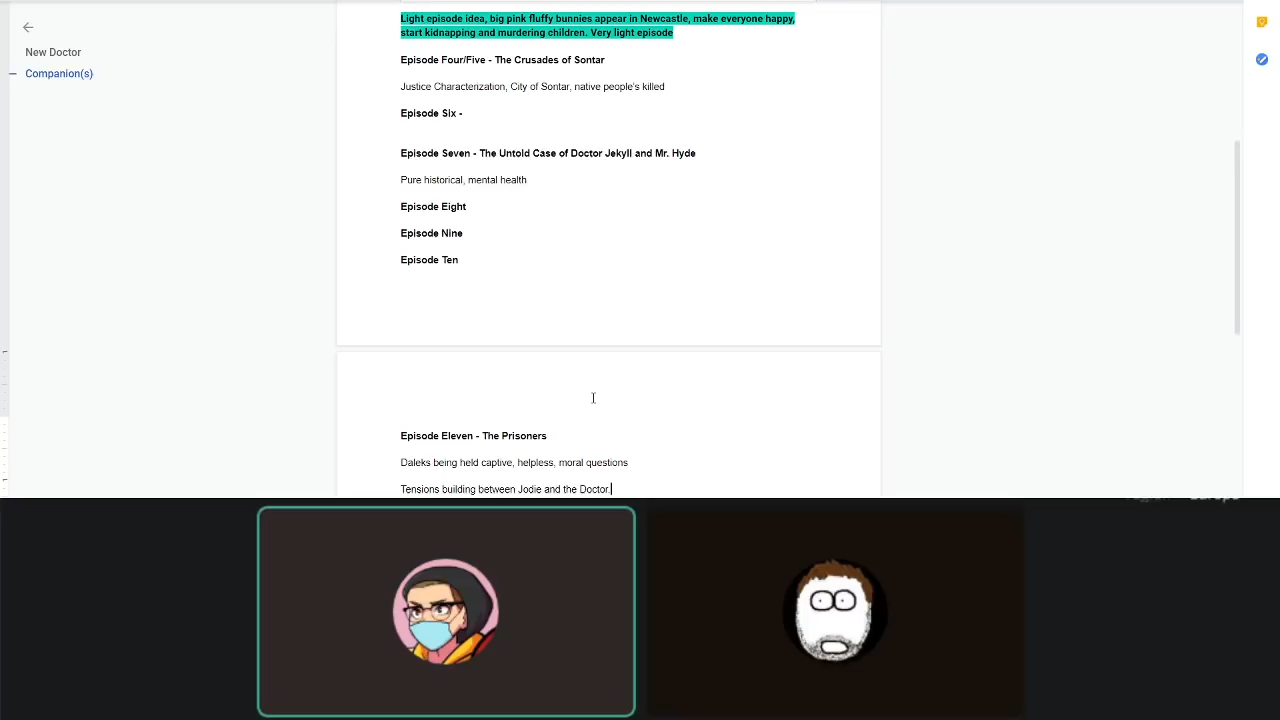 Light episode idea, big pink fluffy bunnies appear in Newcastle, make everyone happy,
start kidnapping and murdering children. Very light episode
New Doctor
Companion(s)
Episode Four/Five - The Crusades of Sontar
Justice Characterization, City of Sontar, native people's killed
Episode Six -
Episode Seven - The Untold Case of Doctor Jekyll and Mr. Hyde
Pure historical, mental health
Episode Eight
Episode Nine
Episode Ten
Episode Eleven - The Prisoners
Daleks being held captive, helpless, moral questions
Tensions building between Jodie and the Doctor.